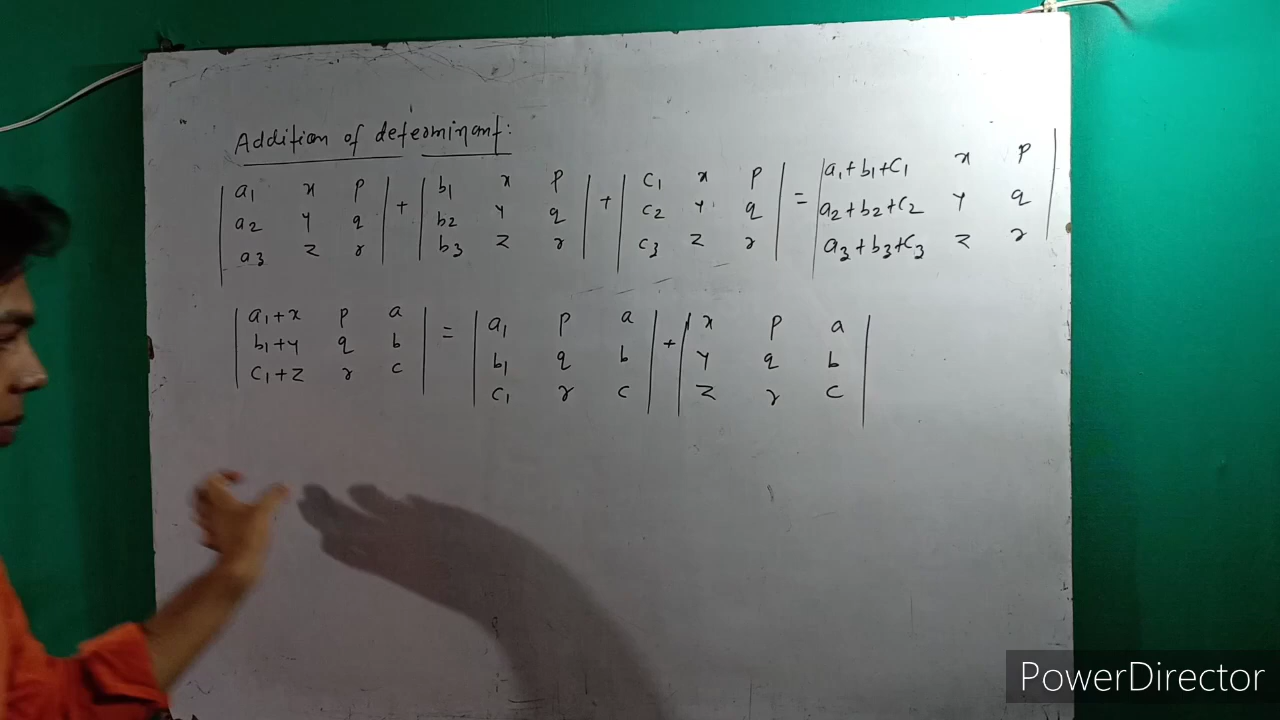 Addition of determinant:
| a1 x p | + | b1 x p | + | c1 x p | = | a1+b1+c1 x p |
| a2 y q | | b2 y q | | c2 y q | | a2+b2+c2 y q |
| a3 z r | | b3 z r | | c3 z r | | a3+b3+c3 z r |
| a1+x p a | = | a1 p a | + | x p a |
| b1+y q b | | b1 q b | | y q b |
| c1+z r c | | c1 r c | | z r c |
PowerDirector